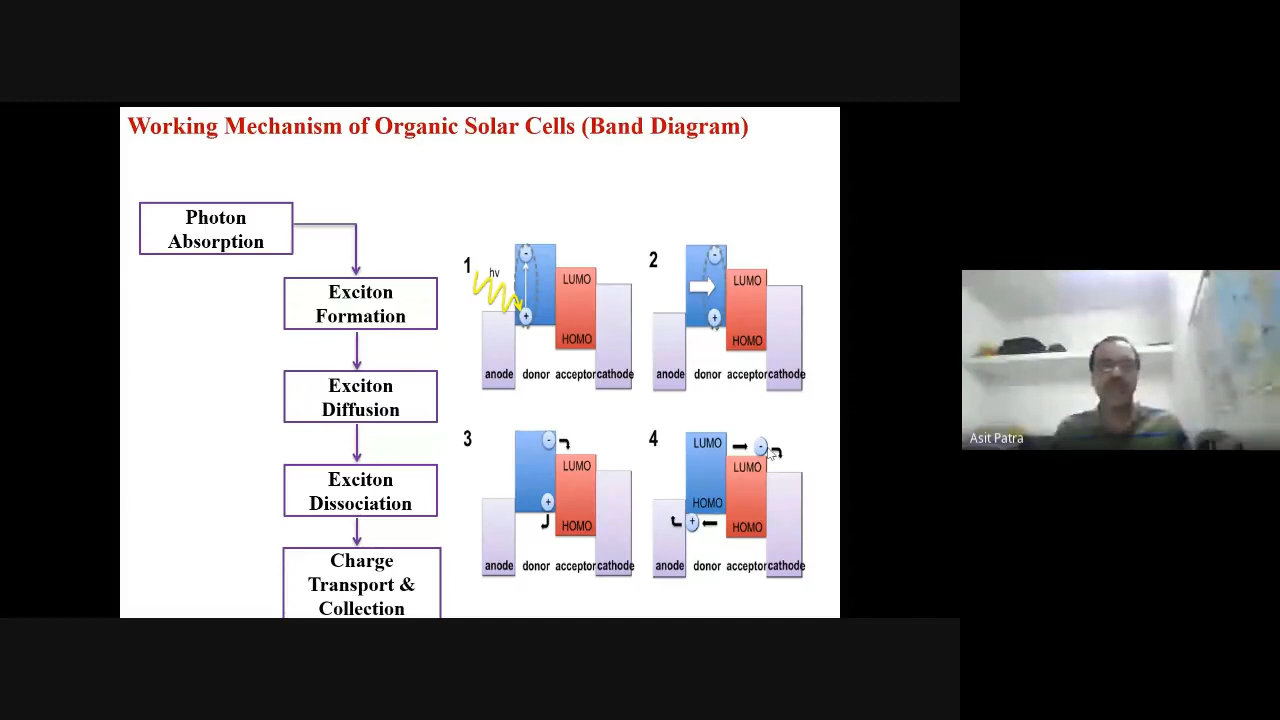 Working Mechanism of Organic Solar Cells (Band Diagram)
Photon
Absorption
Exciton
Formation
Exciton
Diffusion
Exciton
Dissociation
Charge
Transport &
Collection
1
hν
-
+
LUMO
HOMO
anode donor acceptor cathode
2
-
+
LUMO
HOMO
anode donor acceptor cathode
3
-
+
LUMO
HOMO
anode donor acceptor cathode
4
LUMO
-
LUMO
HOMO
+
HOMO
anode donor acceptor cathode
Asit Patra